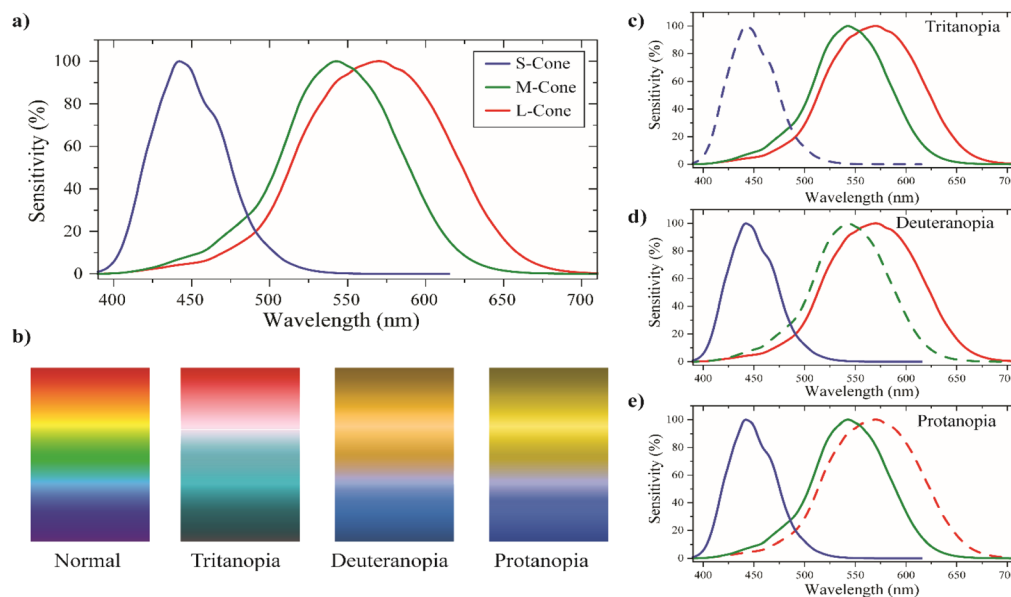 a)
100
80
60
40
20
0
Sensitivity (%)
S-Cone
M-Cone
L-Cone
400 450 500 550 600 650 700
Wavelength (nm)
b)
Normal Tritanopia Deuteranopia Protanopia
c)
Tritanopia
100
80
60
40
20
0
Sensitivity (%)
400 450 500 550 600 650 700
Wavelength (nm)
d)
Deuteranopia
100
80
60
40
20
0
Sensitivity (%)
400 450 500 550 600 650 700
Wavelength (nm)
e)
Protanopia
100
80
60
40
20
0
Sensitivity (%)
400 450 500 550 600 650 700
Wavelength (nm)